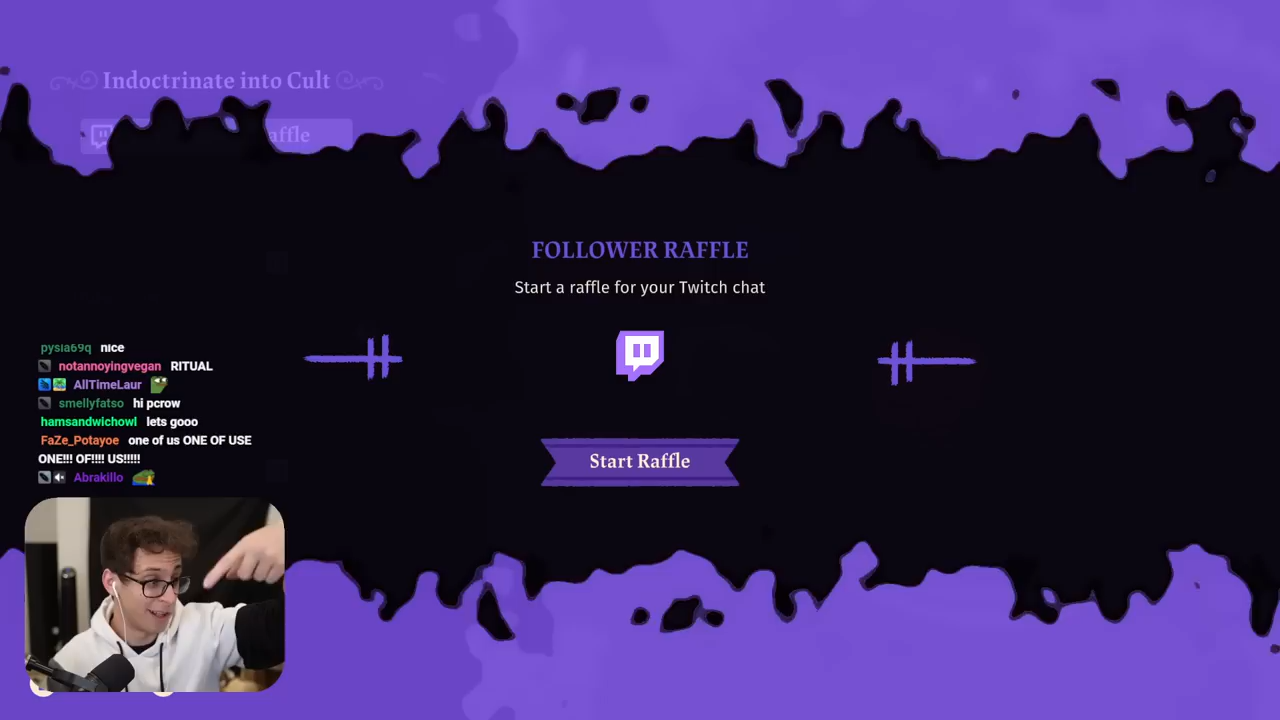 Indoctrinate into Cult
affle
FOLLOWER RAFFLE
Start a raffle for your Twitch chat
pysia69q nice
notannoyingvegan RITUAL
AllTimeLaur
smellyfatso hi pcrow
hamsandwichowl lets gooo
FaZe_Potayoe one of us ONE OF USE
ONE!!! OF!!!! US!!!!!
Abrakillo
Start Raffle